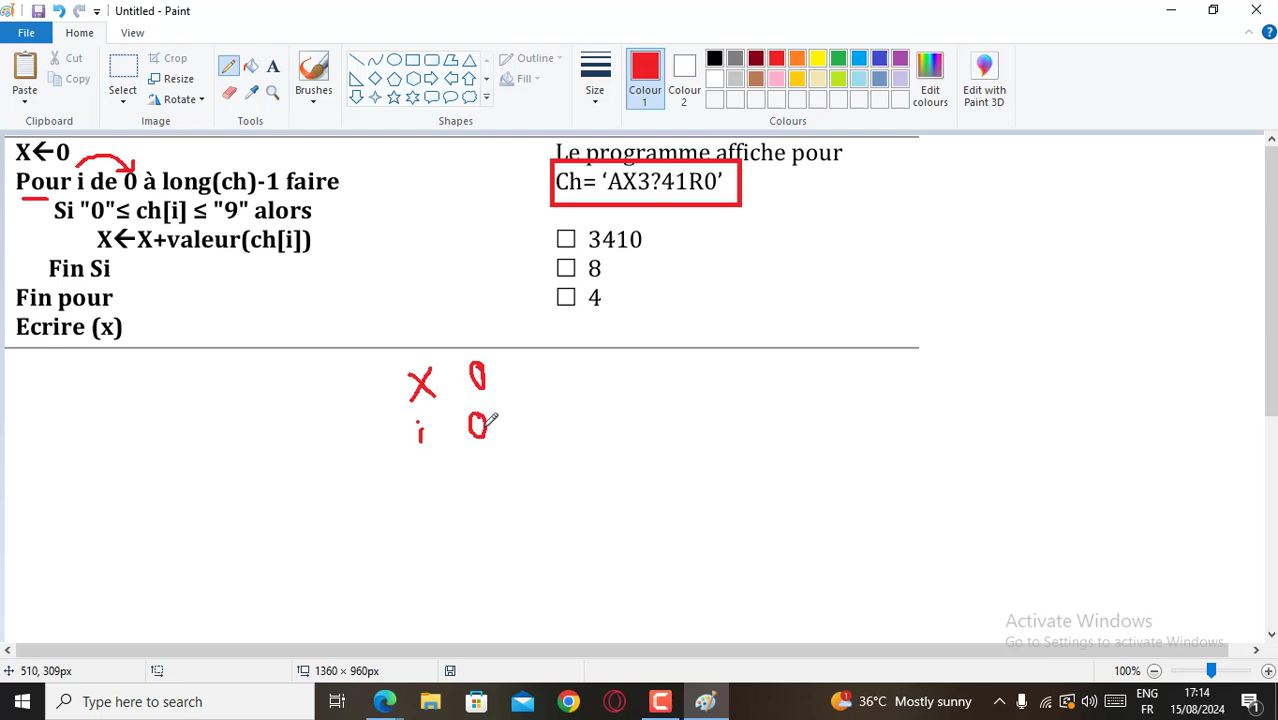 Untitled - Paint
File Home View
Paste Cut Copy Clipboard
Select Crop Resize Rotate Image
A Tools
Brushes
Outline Fill Shapes
Size
Colour 1 Colour 2 Edit colours Colours
Edit with Paint 3D
X←0
Pour i de 0 à long(ch)-1 faire
Si "0"≤ ch[i] ≤ "9" alors
X←X+valeur(ch[i])
Fin Si
Fin pour
Ecrire (x)
Le programme affiche pour
Ch= ‘AX3?41R0’
☐ 3410
☐ 8
☐ 4
X 0
i 0
Activate Windows
Go to Settings to activate Windows.
510, 309px 1360 × 960px 100%
Type here to search
1 36°C Mostly sunny
ENG FR
17:14
15/08/2024
1